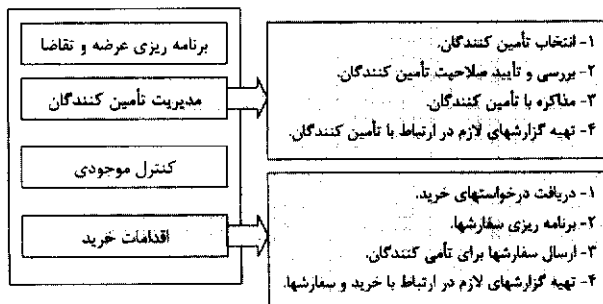 برنامه ریزی عرضه و تقاضا
مدیریت تأمین کنندگان
کنترل موجودی
اقدامات خرید
۱- انتخاب تأمین کنندگان.
۲- بررسی و تأیید صلاحیت تأمین کنندگان.
۳- مذاکره با تأمین کنندگان.
۴- تهیه گزارشهای لازم در ارتباط با تأمین کنندگان.
۱- دریافت درخواستهای خرید.
۲- برنامه ریزی سفارشها.
۳- ارسال سفارشها برای تأمی کنندگان.
۴- تهیه گزارشهای لازم در ارتباط با خرید و سفارشها.